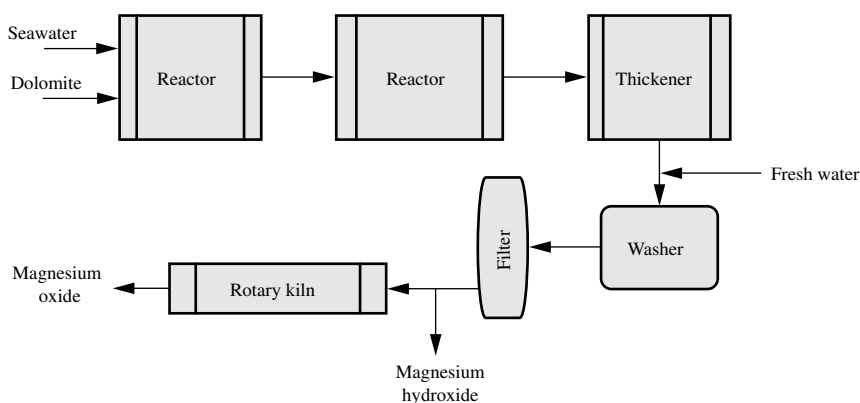 Seawater
Dolomite
Reactor
Reactor
Thickener
Fresh water
Washer
Filter
Rotary kiln
Magnesium
oxide
Magnesium
hydroxide